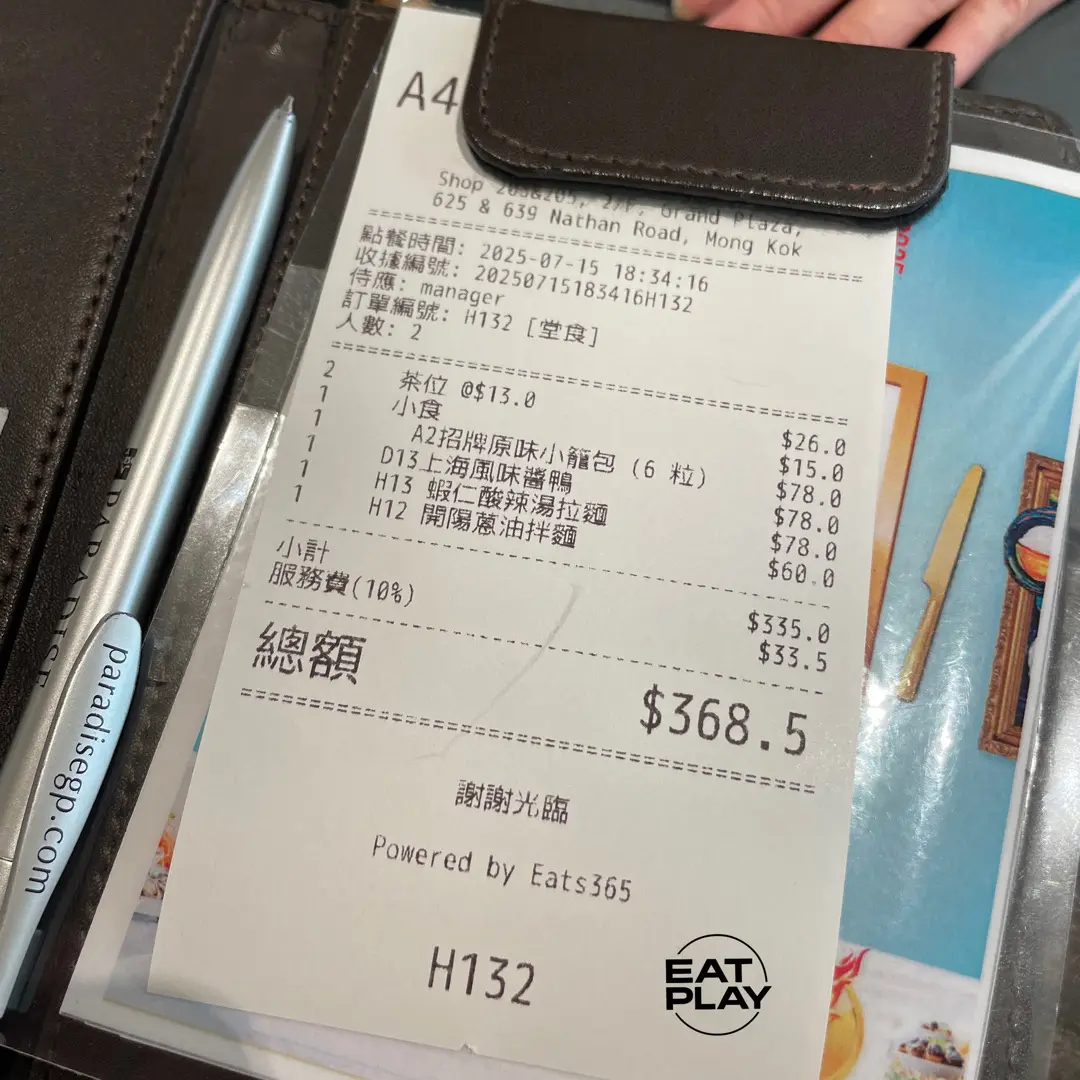 A4
Shop 203&205, 2/F, Grand Plaza,
625 & 639 Nathan Road, Mong Kok
點餐時間: 2025-07-15 18:34:16
收據編號: 20250715183416H132
侍應: manager
訂單編號: H132 [堂食]
人數: 2
2 茶位 @$13.0 $26.0
1 小食 $15.0
1 A2招牌原味小籠包 (6 粒) $78.0
1 D13上海風味醬鴨 $78.0
1 H13 蝦仁酸辣湯拉麵 $78.0
1 H12 開陽蔥油拌麵 $60.0
小計 $335.0
服務費(10%) $33.5
總額 $368.5
謝謝光臨
Powered by Eats365
H132
PARADISE
paradisegp.com
EAT
PLAY